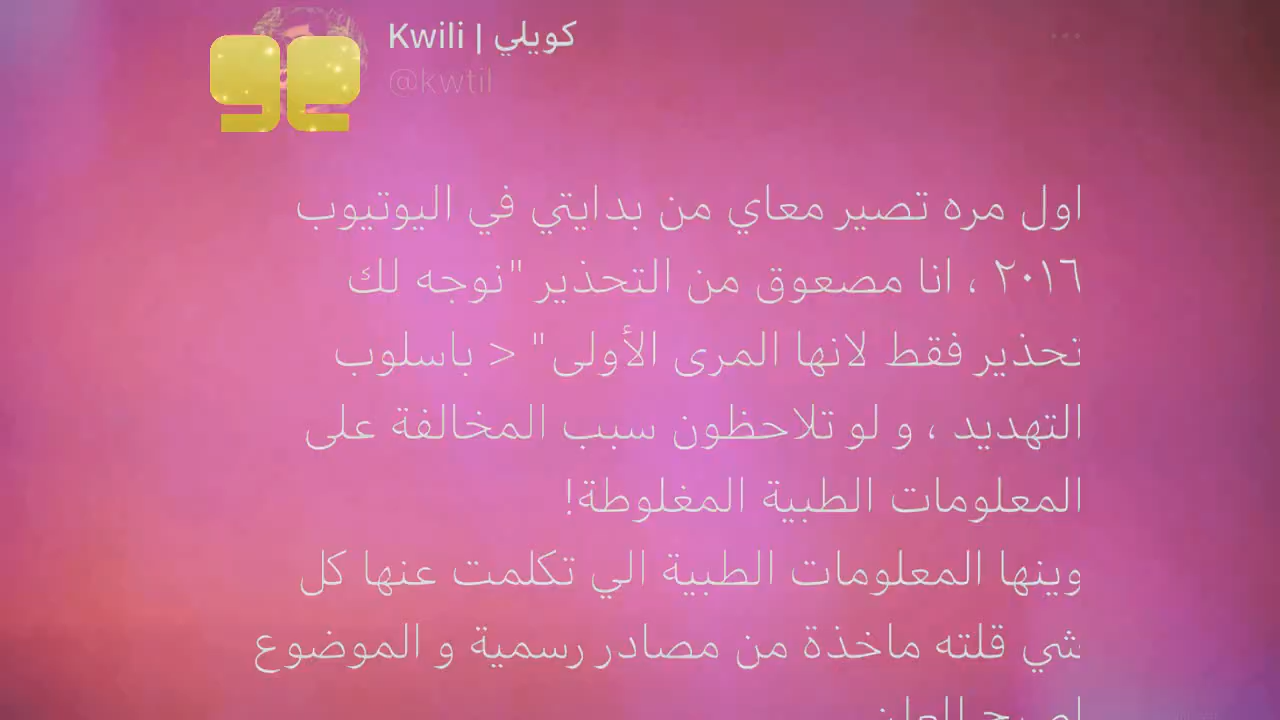 Kwili | كويلي
@kwtil
اول مره تصير معاي من بدايتي في اليوتيوب
٢٠١٦ ، انا مصعوق من التحذير "نوجه لك
تحذير فقط لانها المرى الأولى" < باسلوب
التهديد ، و لو تلاحظون سبب المخالفة على
المعلومات الطبية المغلوطة!
وينها المعلومات الطبية الي تكلمت عنها كل
شي قلته ماخذة من مصادر رسمية و الموضوع